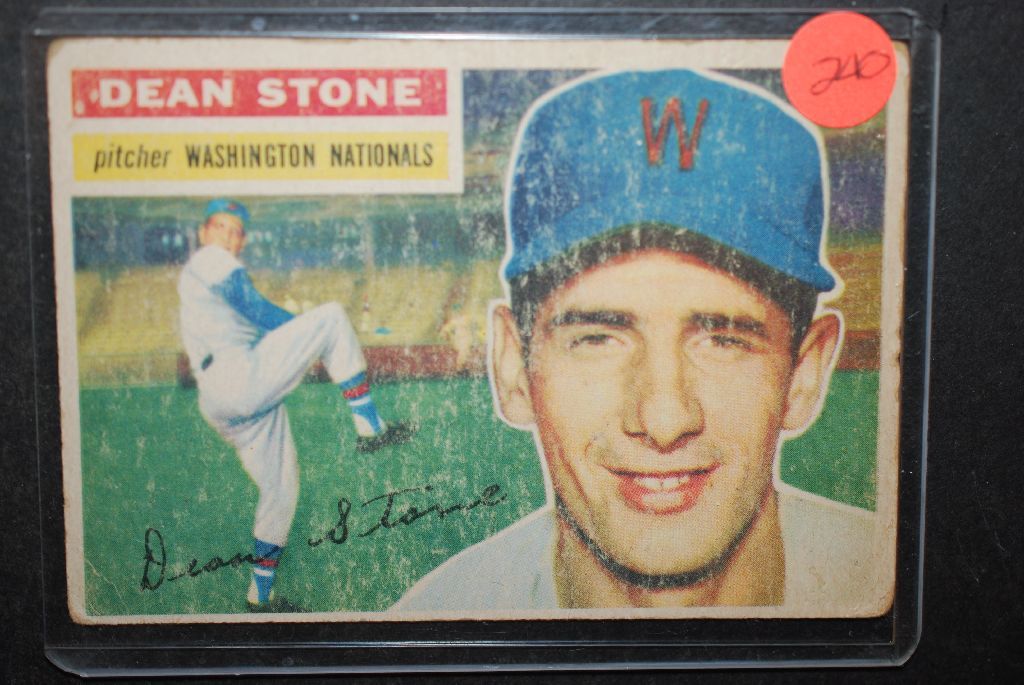 DEAN STONE
pitcher WASHINGTON NATIONALS
W
240
Dean Stone